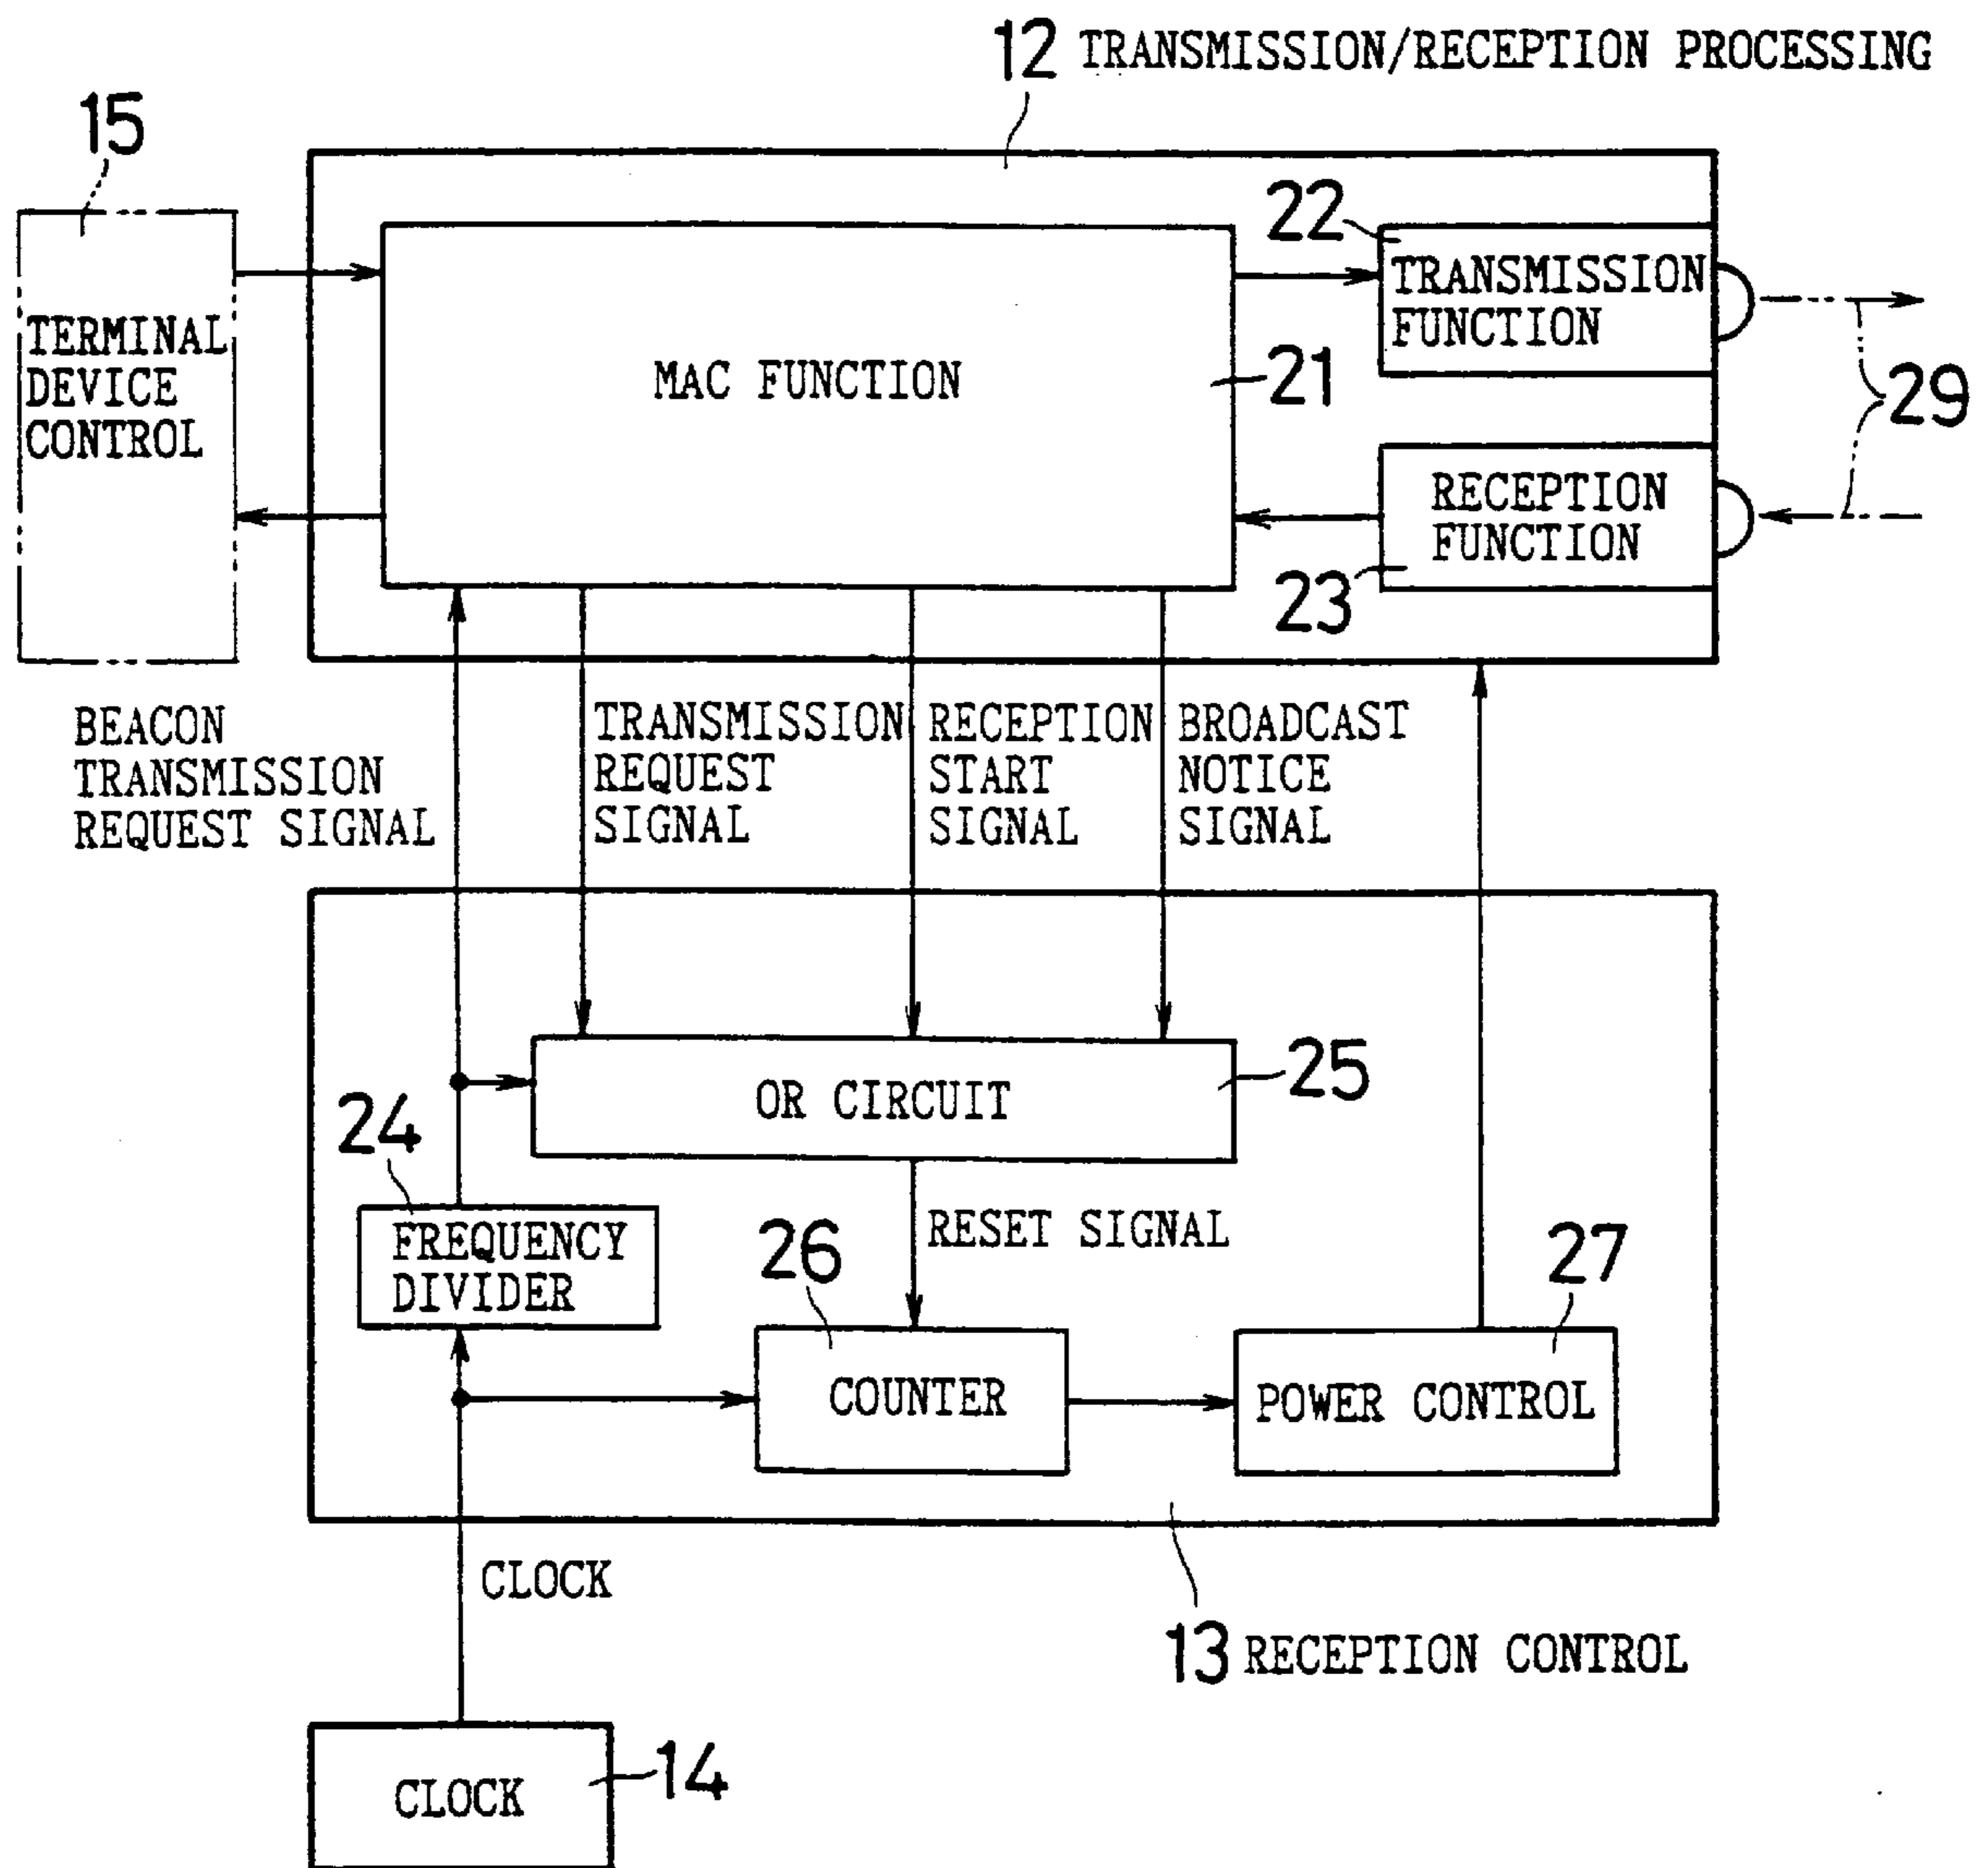 12 TRANSMISSION/RECEPTION PROCESSING
15
TERMINAL
DEVICE
CONTROL
MAC FUNCTION
21
22
TRANSMISSION
FUNCTION
29
RECEPTION
FUNCTION
23
BEACON
TRANSMISSION
REQUEST SIGNAL
TRANSMISSION
REQUEST
SIGNAL
RECEPTION
START
SIGNAL
BROADCAST
NOTICE
SIGNAL
OR CIRCUIT
25
24
FREQUENCY
DIVIDER
RESET SIGNAL
26
COUNTER
27
POWER CONTROL
CLOCK
13 RECEPTION CONTROL
CLOCK
14